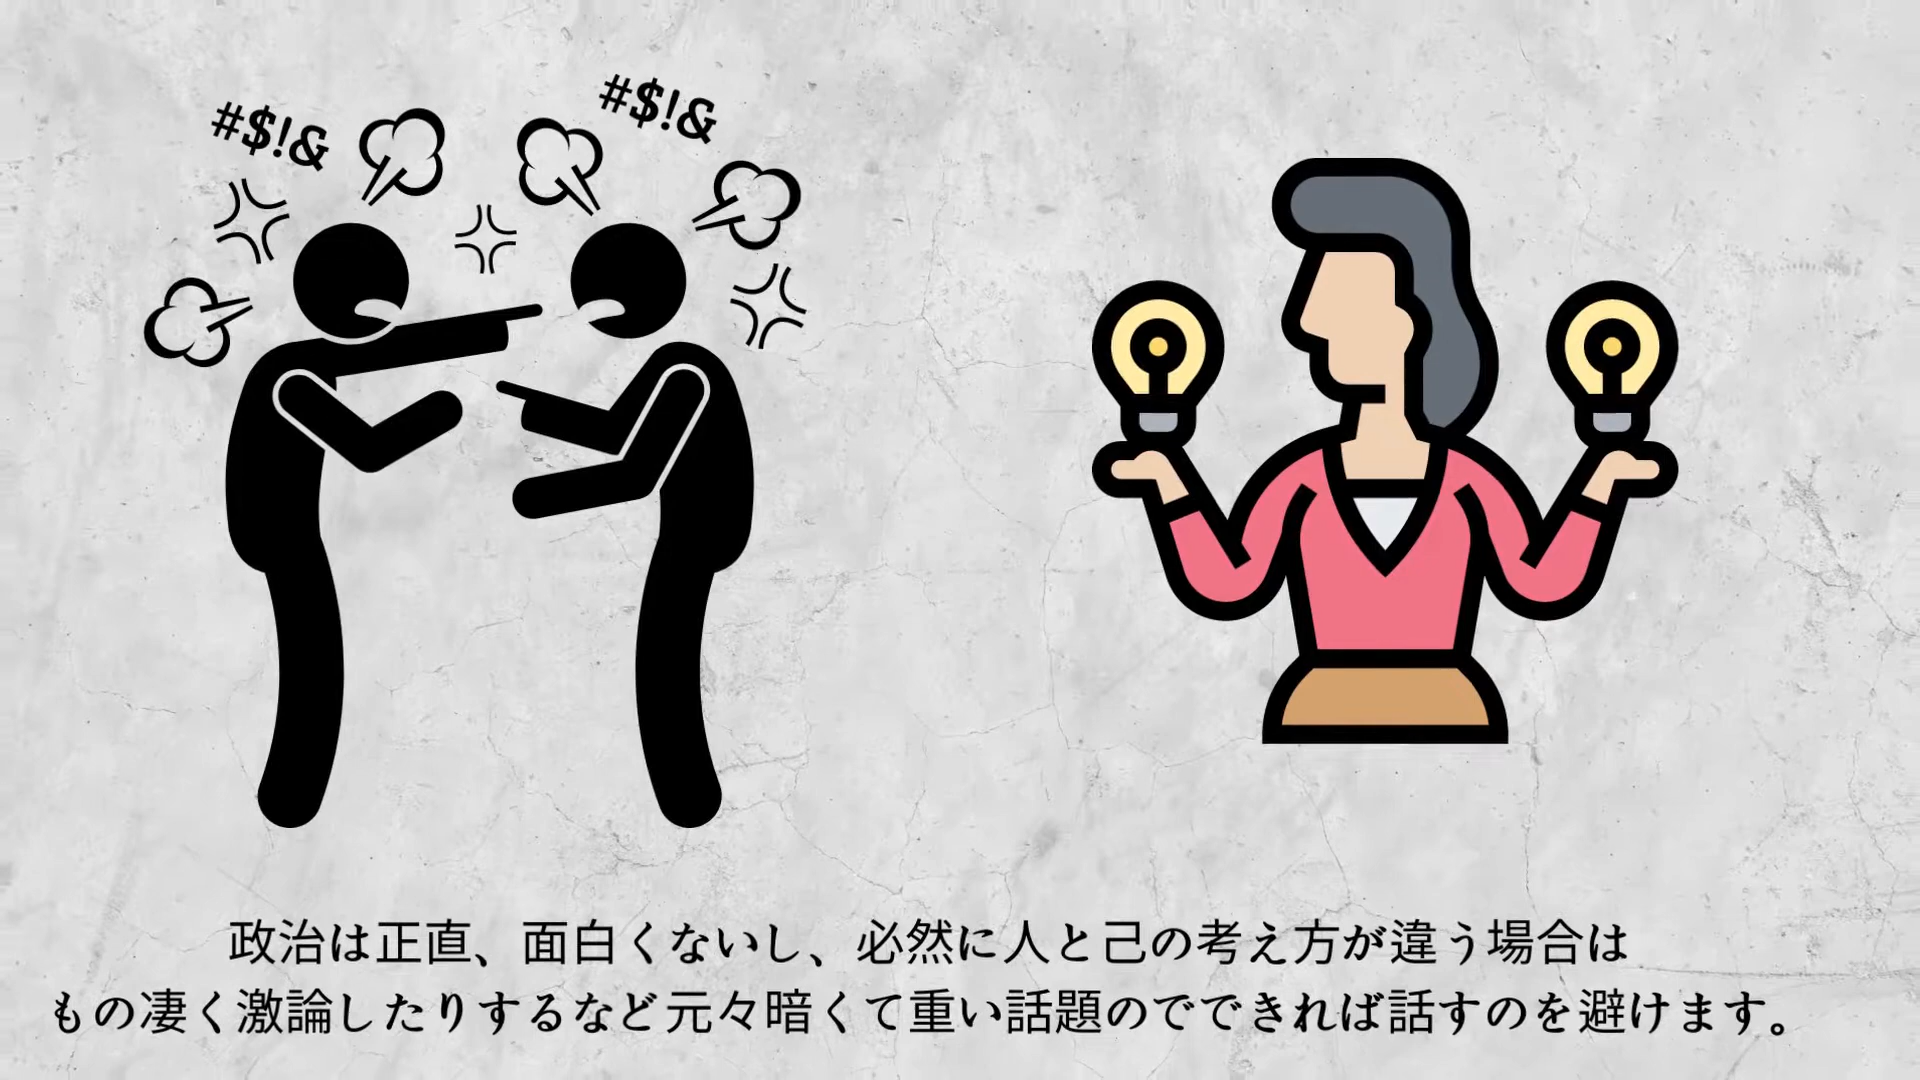 #$!&
#$!&
政治は正直、面白くないし、必然に人と己の考え方が違う場合は
もの凄く激論したりするなど元々暗くて重い話題のでできれば話すのを避けます。